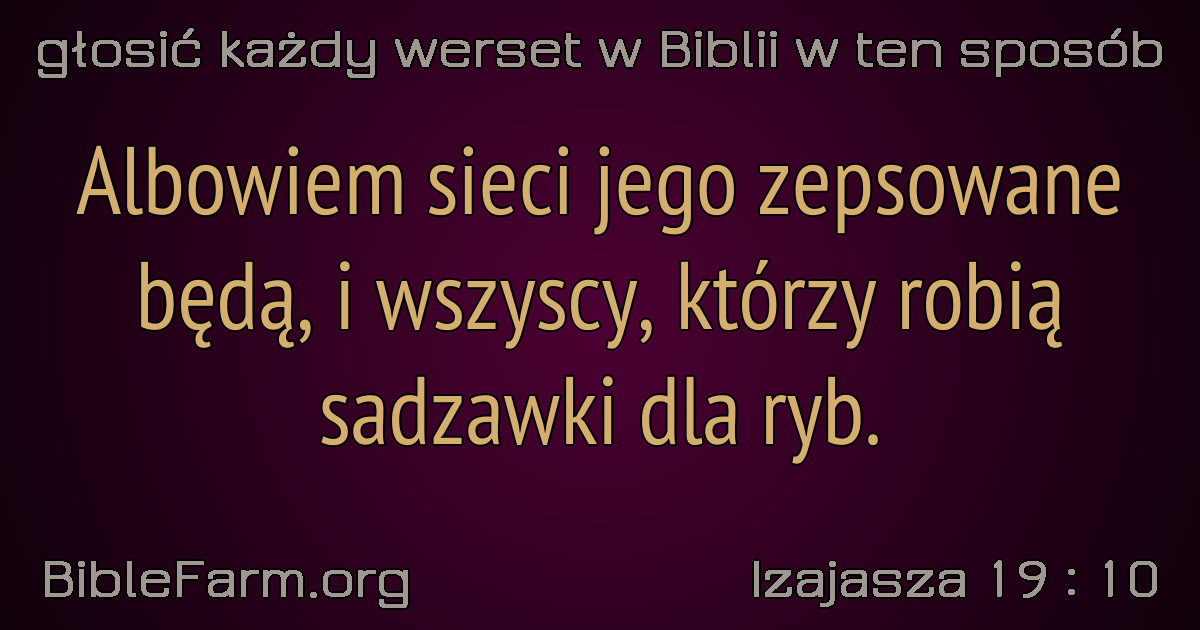 głosić każdy werset w Biblii w ten sposób
Albowiem sieci jego zepsowane
będą, i wszyscy, którzy robią
sadzawki dla ryb.
BibleFarm.org
Izajasza 19 : 10